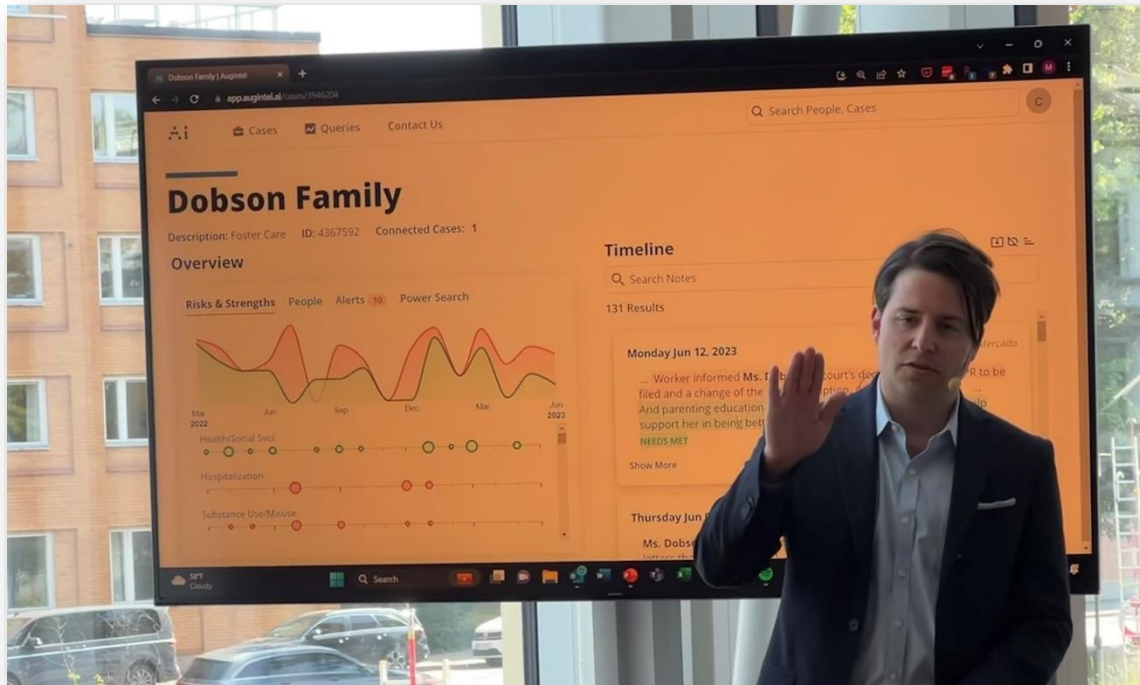 Dobson Family | Augintel
app.augintel.ai/cases/3946204
Ai Cases Queries Contact Us
Search People, Cases
C
M
Dobson Family
Description: Foster Care ID: 4367592 Connected Cases: 1
Overview
Risks & Strengths People Alerts 10 Power Search
Mar Jun Sep Dec Mar Jun
2022 2023
Health/Social Svcs
Hospitalization
Substance Use/Misuse
Timeline
Search Notes
131 Results
Monday Jun 12, 2023
... Worker informed Ms. court's R to be
filed and a change of the
And parenting education ...
support her in being
NEEDS MET
Show More
Thursday Jun
Ms.
58°F
Cloudy
Search